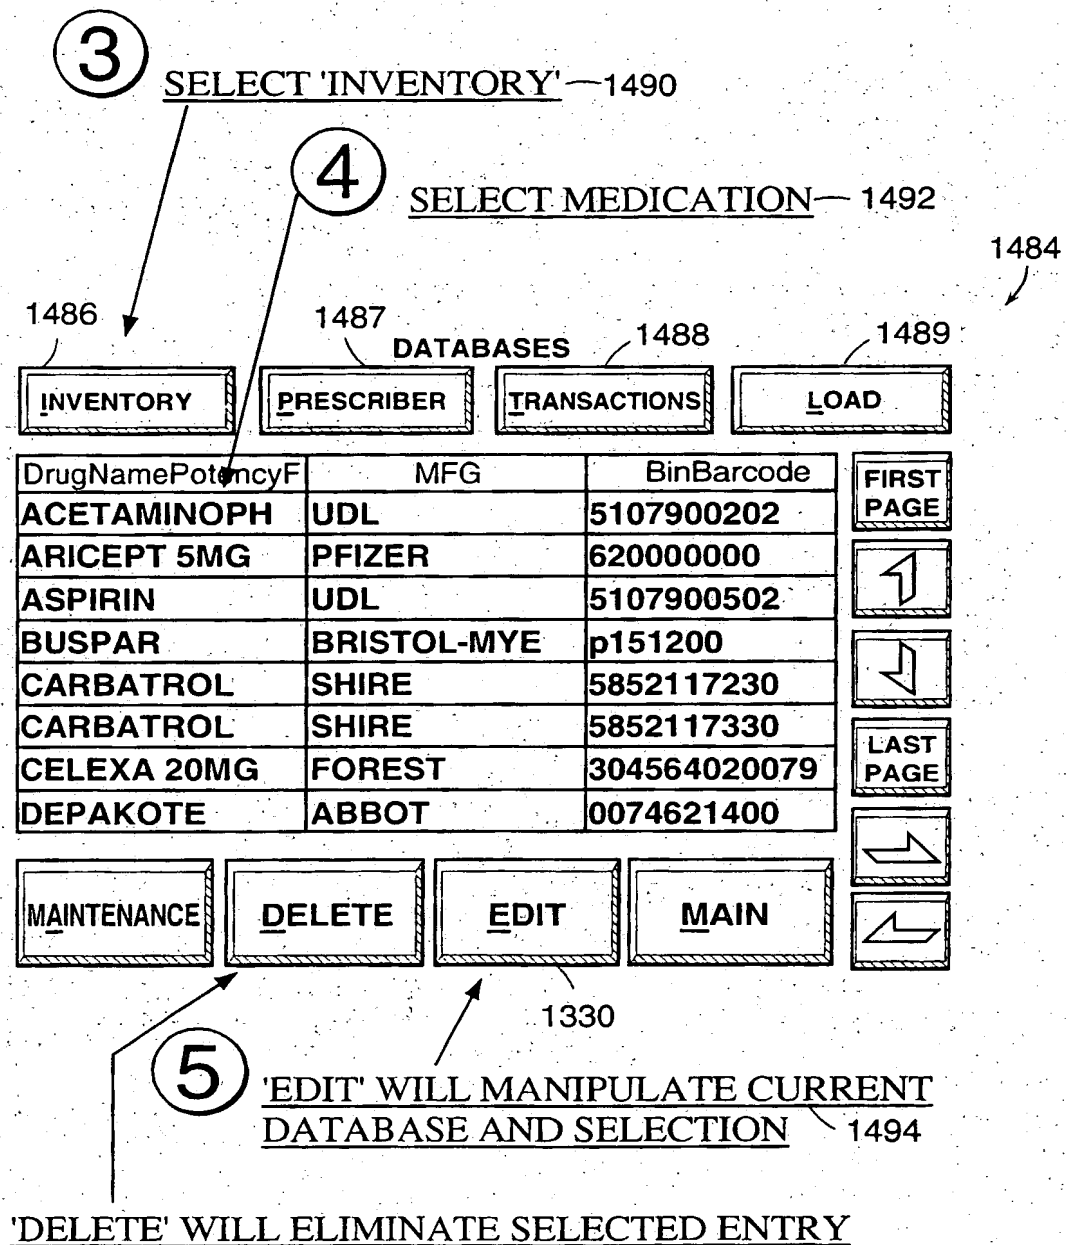 3
SELECT 'INVENTORY' 1490
4
SELECT MEDICATION 1492
1484
1486 1487 1488 1489
DATABASES
INVENTORY PRESCRIBER TRANSACTIONS LOAD
DrugNamePotencyF MFG BinBarcode
ACETAMINOPH UDL 5107900202
ARICEPT 5MG PFIZER 620000000
ASPIRIN UDL 5107900502
BUSPAR BRISTOL-MYE p151200
CARBATROL SHIRE 5852117230
CARBATROL SHIRE 5852117330
CELEXA 20MG FOREST 304564020079
DEPAKOTE ABBOT 0074621400
FIRST
PAGE
LAST
PAGE
MAINTENANCE DELETE EDIT MAIN
1330
5
'EDIT' WILL MANIPULATE CURRENT
DATABASE AND SELECTION 1494
'DELETE' WILL ELIMINATE SELECTED ENTRY